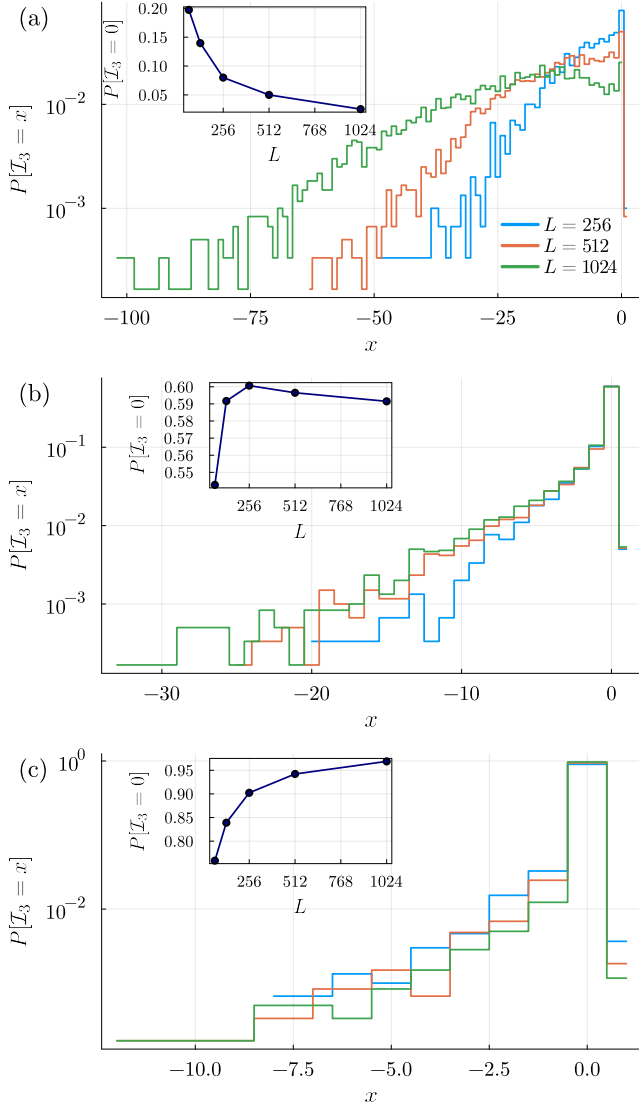 (a)
P[I₃ = 0]
0.20
0.15
0.10
0.05
256 512 768 1024
L
P[I₃ = x]
10⁻²
10⁻³
L = 256
L = 512
L = 1024
−100 −75 −50 −25 0
x
(b)
P[I₃ = 0]
0.60
0.59
0.58
0.57
0.56
0.55
256 512 768 1024
L
P[I₃ = x]
10⁻¹
10⁻²
10⁻³
−30 −20 −10 0
x
(c)
P[I₃ = 0]
0.95
0.90
0.85
0.80
256 512 768 1024
L
P[I₃ = x]
10⁰
10⁻²
−10.0 −7.5 −5.0 −2.5 0.0
x